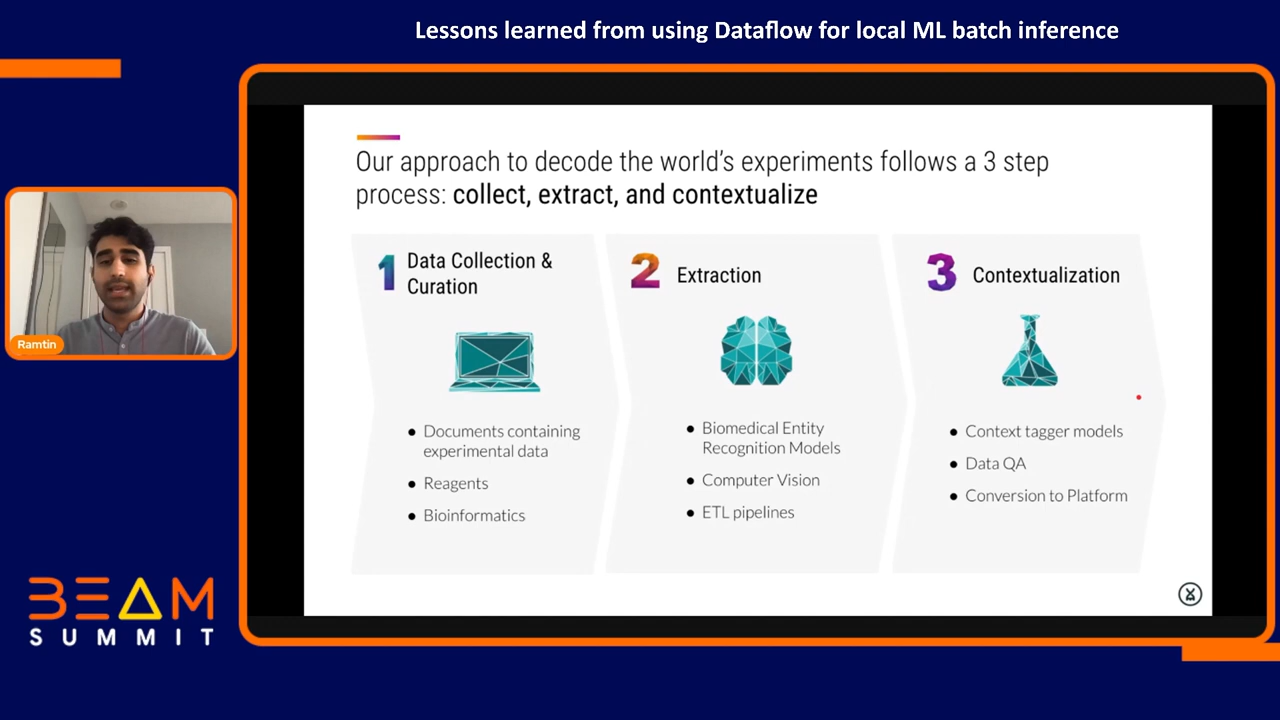 Lessons learned from using Dataflow for local ML batch inference
Our approach to decode the world's experiments follows a 3 step
process: collect, extract, and contextualize
1 Data Collection &
Curation
• Documents containing
experimental data
• Reagents
• Bioinformatics
2 Extraction
• Biomedical Entity
Recognition Models
• Computer Vision
• ETL pipelines
3 Contextualization
• Context tagger models
• Data QA
• Conversion to Platform
Ramtin
BEAM
SUMMIT